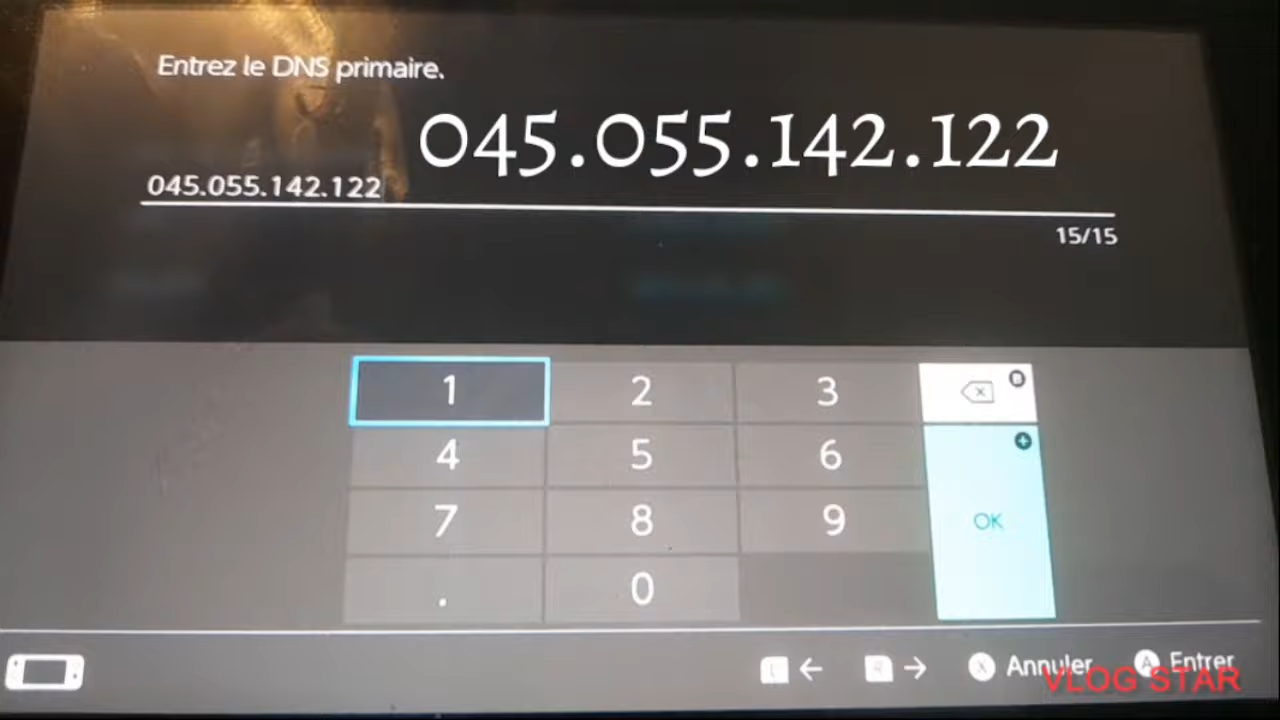 Entrez le DNS primaire.
045.055.142.122
045.055.142.122
15/15
1 2 3
4 5 6
OK
7 8 9
. 0
L ← R → X Annuler A Entrer
VLOG STAR